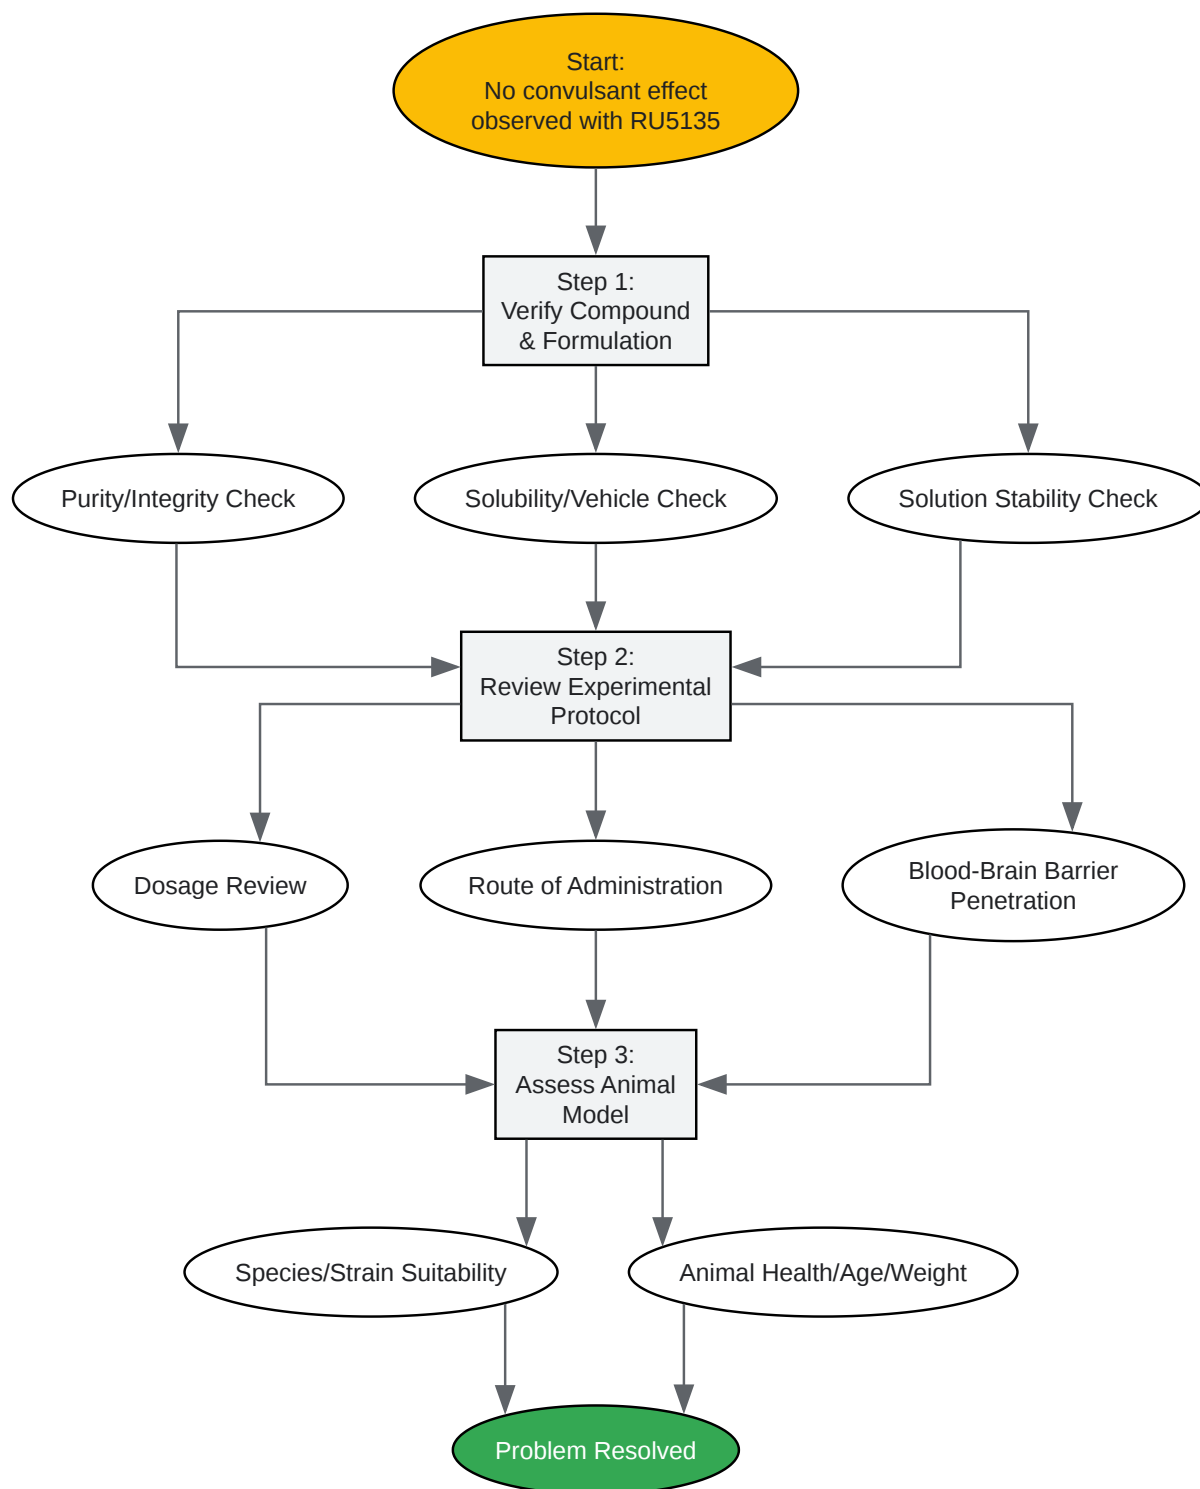 Start:
No convulsant effect
observed with RU5135
Step 1:
Verify Compound
& Formulation
Purity/Integrity Check
Solubility/Vehicle Check
Solution Stability Check
Step 2:
Review Experimental
Protocol
Dosage Review
Route of Administration
Blood-Brain Barrier
Penetration
Step 3:
Assess Animal
Model
Species/Strain Suitability
Animal Health/Age/Weight
Problem Resolved